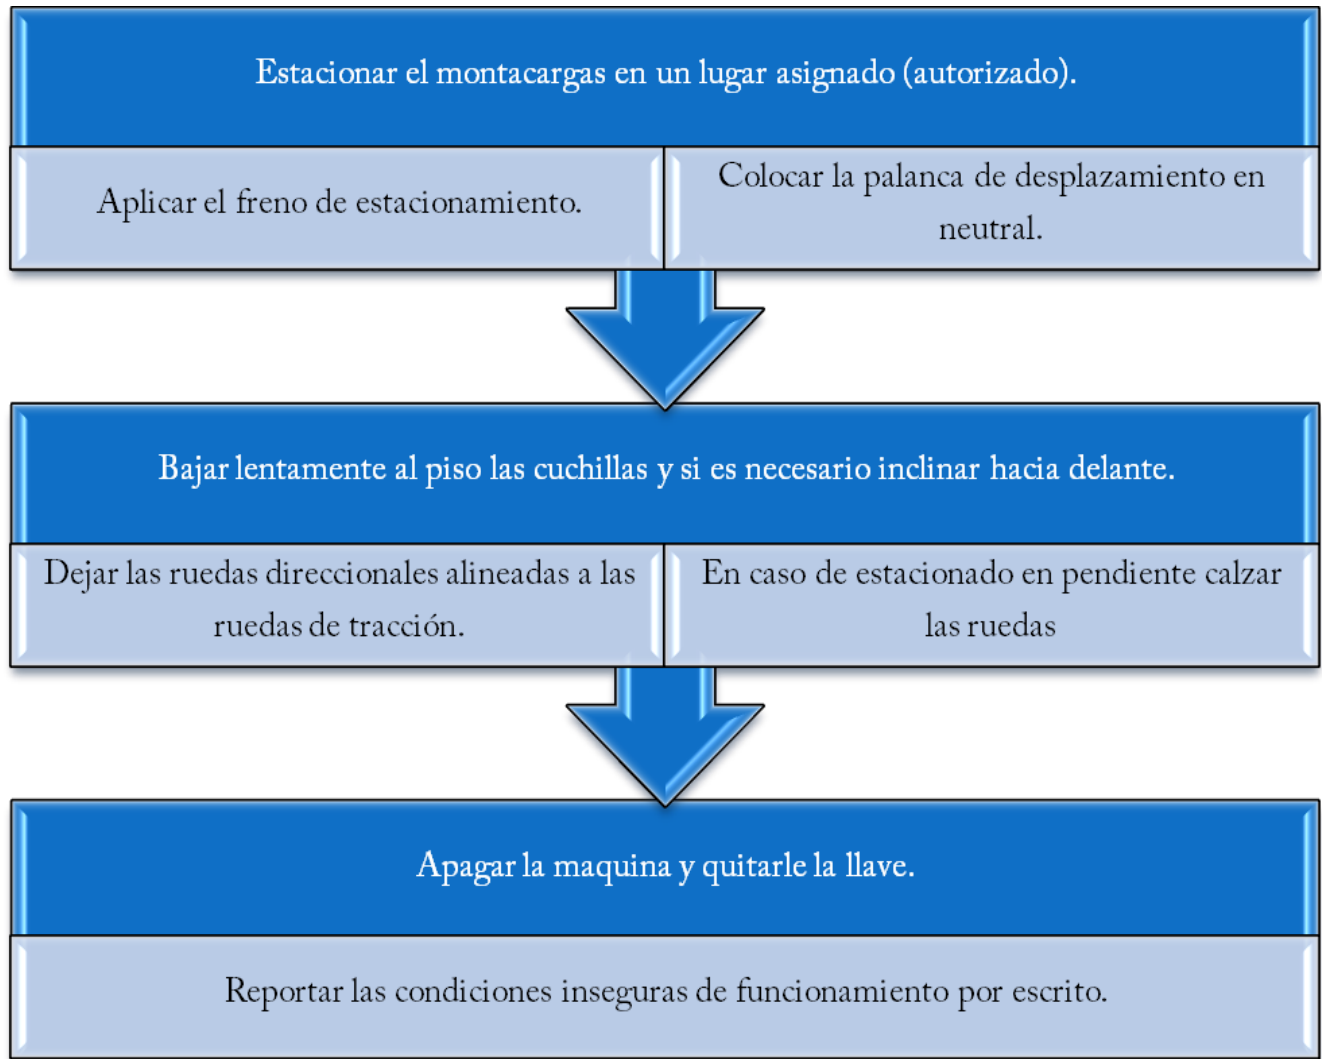 Estacionar el montacargas en un lugar asignado (autorizado).
Aplicar el freno de estacionamiento.
Colocar la palanca de desplazamiento en
neutral.
Bajar lentamente al piso las cuchillas y si es necesario inclinar hacia delante.
Dejar las ruedas direccionales alineadas a las
ruedas de tracción.
En caso de estacionado en pendiente calzar
las ruedas
Apagar la maquina y quitarle la llave.
Reportar las condiciones inseguras de funcionamiento por escrito.